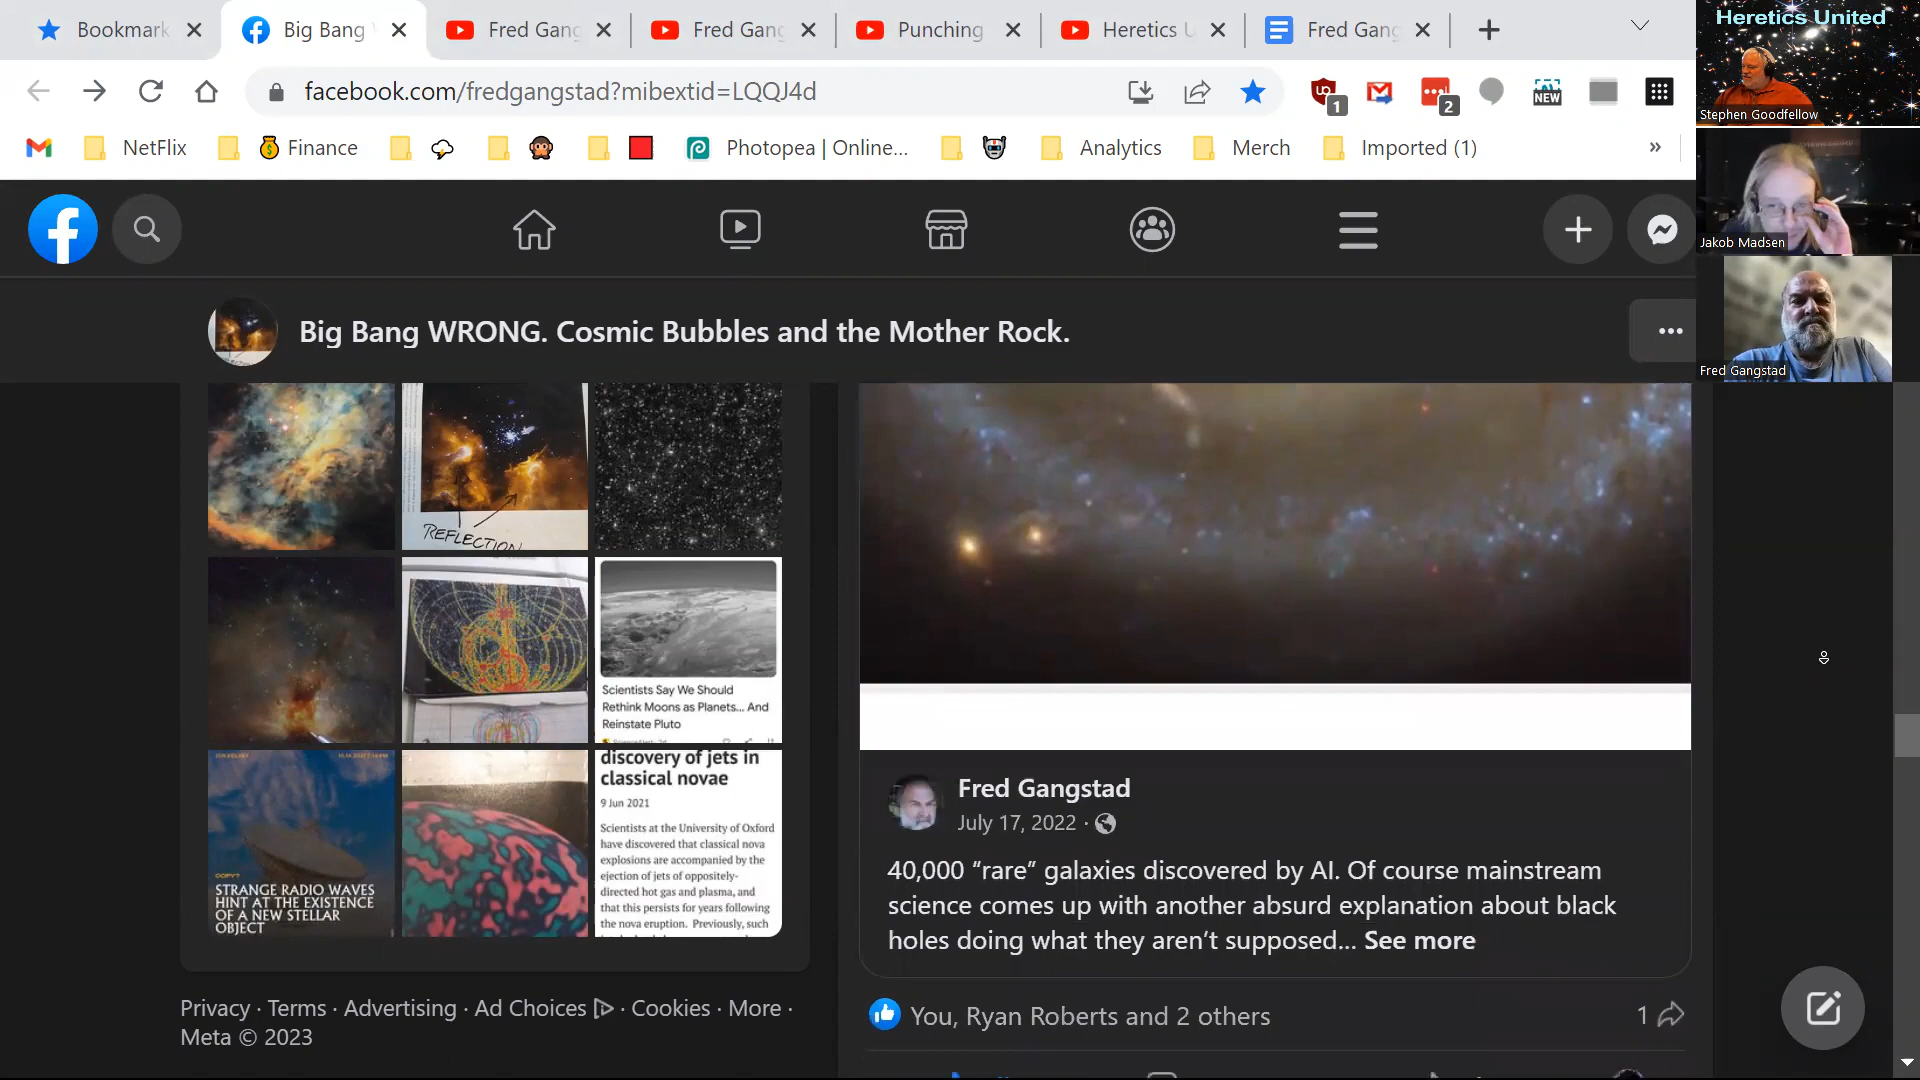 Bookmark
Big Bang
Fred Gang
Fred Gang
Punching
Heretics U
Fred Gang
facebook.com/fredgangstad?mibextid=LQQJ4d
1
2
NEW
NetFlix
Finance
Photopea | Online...
Analytics
Merch
Imported (1)
»
Heretics United
Stephen Goodfellow
Jakob Madsen
Fred Gangstad
Big Bang WRONG. Cosmic Bubbles and the Mother Rock.
REFLECTION
Scientists Say We Should
Rethink Moons as Planets... And
Reinstate Pluto
STRANGE RADIO WAVES
HINT AT THE EXISTENCE
OF A NEW STELLAR
OBJECT
discovery of jets in
classical novae
9 Jun 2021
Scientists at the University of Oxford
have discovered that classical nova
explosions are accompanied by the
ejection of jets of oppositely-
directed hot gas and plasma, and
that this persists for years following
the nova eruption. Previously, such
Privacy · Terms · Advertising · Ad Choices · Cookies · More ·
Meta © 2023
Fred Gangstad
July 17, 2022 ·
40,000 “rare” galaxies discovered by AI. Of course mainstream
science comes up with another absurd explanation about black
holes doing what they aren’t supposed... See more
You, Ryan Roberts and 2 others
1